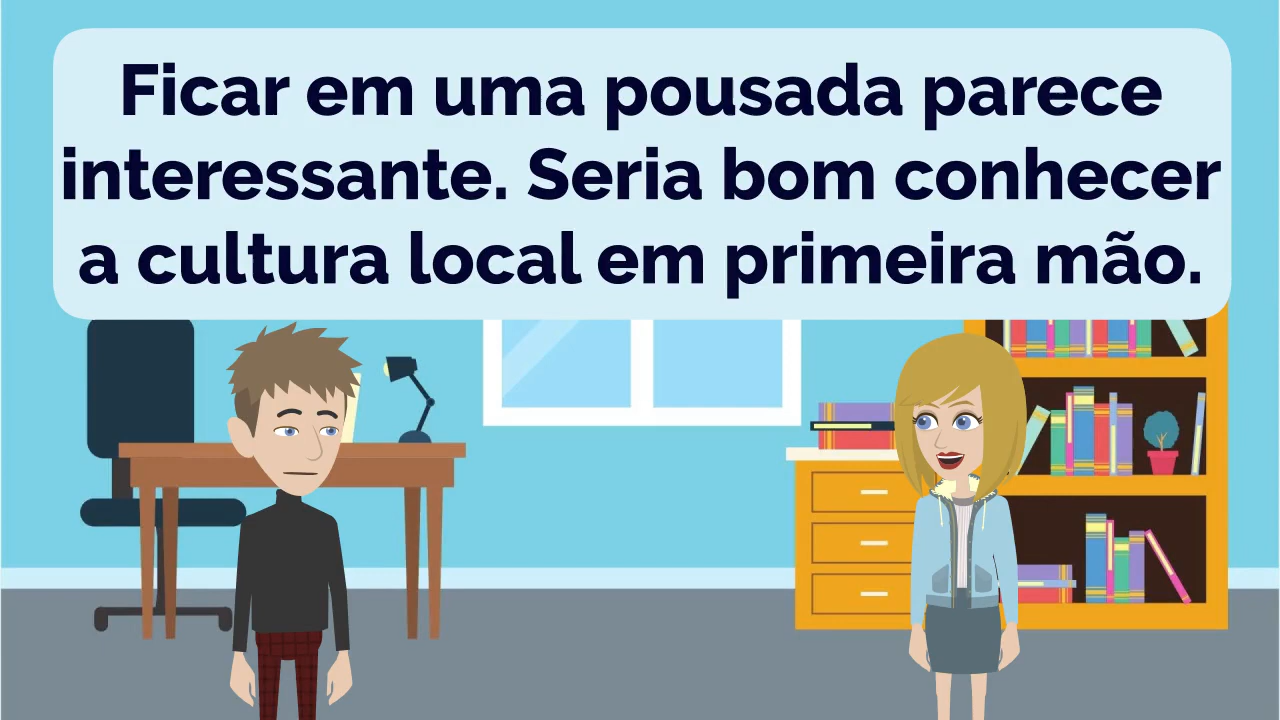 Ficar em uma pousada parece
interessante. Seria bom conhecer
a cultura local em primeira mão.